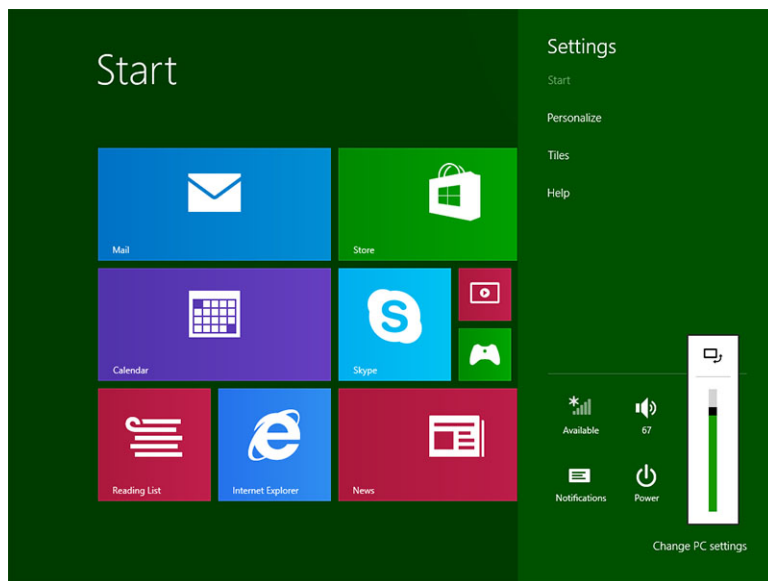 Start
Settings
Start
Personalize
Tiles
Help
Mail
Store
Calendar
Skype
Reading List
Internet Explorer
News
Available
67
Notifications
Power
Change PC settings